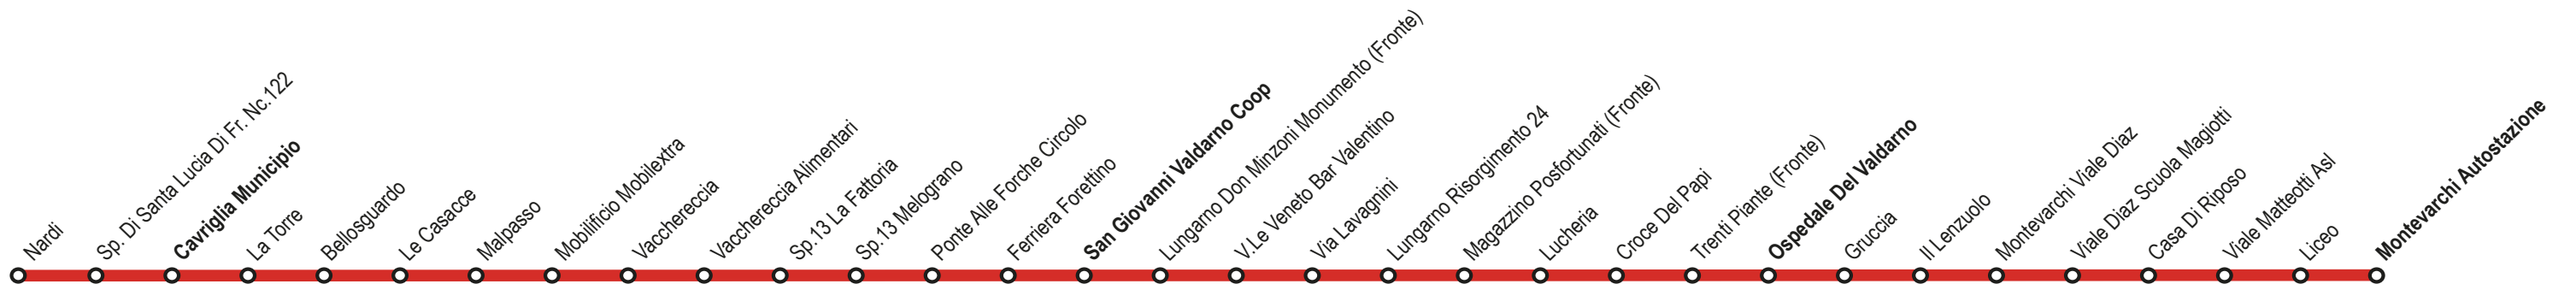 Nardi
Sp. Di Santa Lucia Di Fr. Nc.122
Cavriglia Municipio
La Torre
Bellosguardo
Le Casacce
Malpasso
Mobilificio Mobilextra
Vacchereccia
Vacchereccia Alimentari
Sp.13 La Fattoria
Sp.13 Melograno
Ponte Alle Forche Circolo
Ferriera Forettino
San Giovanni Valdarno Coop
Lungarno Don Minzoni Monumento (Fronte)
V.Le Veneto Bar Valentino
Via Lavagnini
Lungarno Risorgimento 24
Magazzino Posfortunati (Fronte)
Lucheria
Croce Del Papi
Trenti Piante (Fronte)
Ospedale Del Valdarno
Gruccia
Il Lenzuolo
Montevarchi Viale Diaz
Viale Diaz Scuola Magiotti
Casa Di Riposo
Viale Matteotti Asl
Liceo
Montevarchi Autostazione